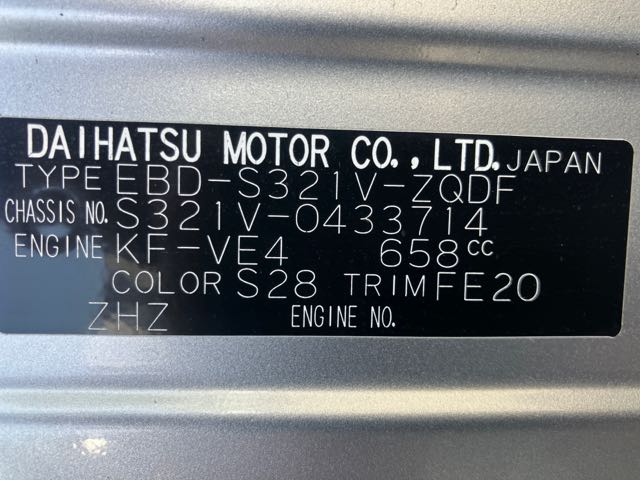 DAIHATSU MOTOR CO., LTD. JAPAN
TYPE EBD-S321V-ZQDF
CHASSIS NO. S321V-0433714
ENGINE KF-VE4 658cc
COLOR S28 TRIM FE20
ZHZ ENGINE NO.